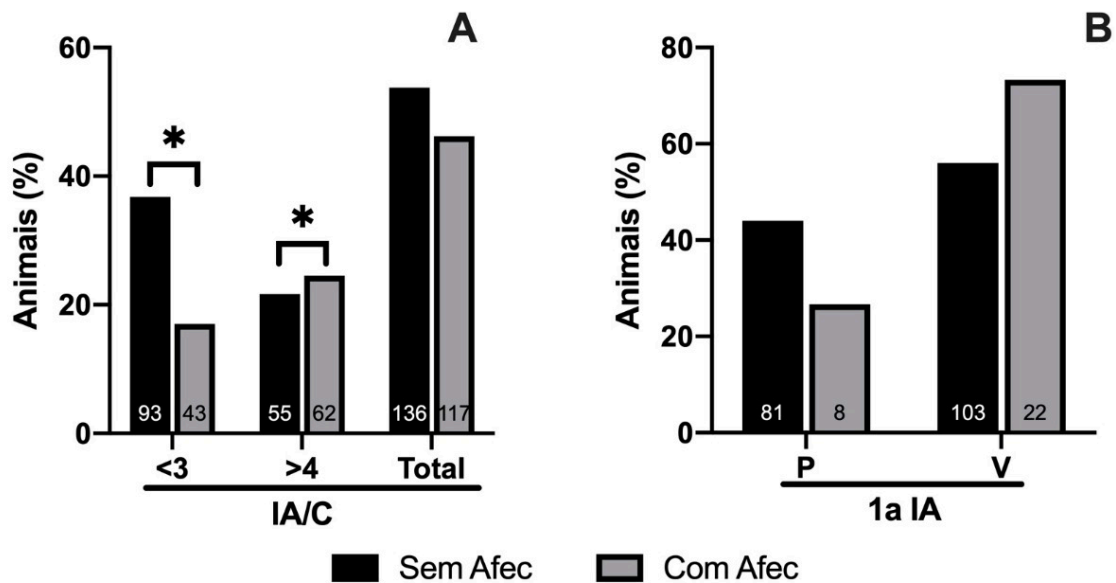 A
Animais (%)
60
40
20
0
*
*
93
43
55
62
136
117
<3
>4
Total
IA/C
B
Animais (%)
80
60
40
20
0
81
8
103
22
P
V
1a IA
Sem Afec
Com Afec